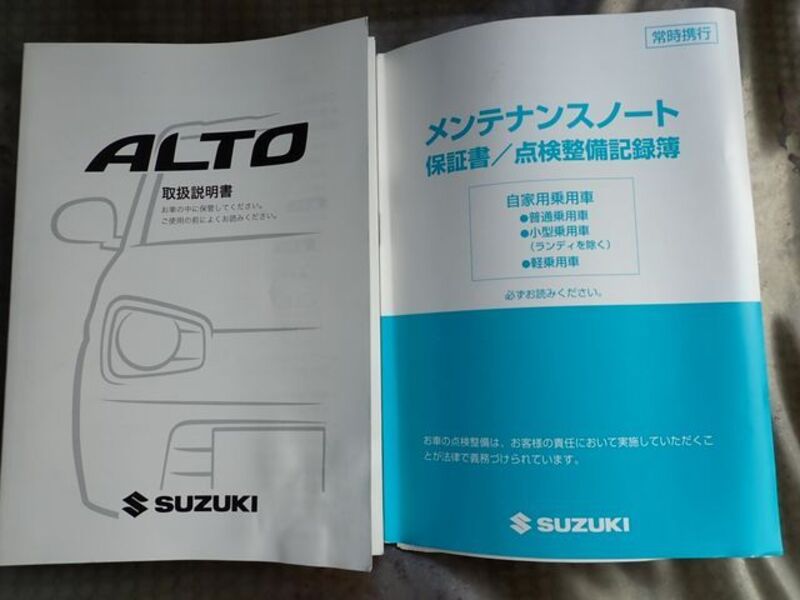 ALTO
取扱説明書
お車の中に保管してください。
ご使用の前によくお読みください。
SUZUKI
常時携行
メンテナンスノート
保証書／点検整備記録簿
自家用乗用車
●普通乗用車
●小型乗用車
（ランディを除く）
●軽乗用車
必ずお読みください。
お車の点検整備は、お客様の責任において実施していただくこ
とが法律で義務づけられています。
SUZUKI